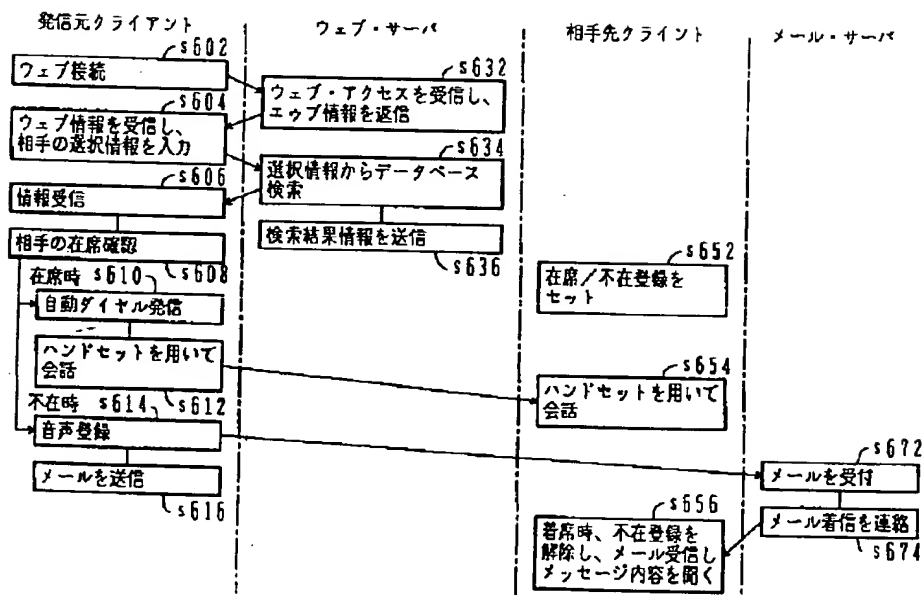 発信元クライアント
ウェブ・サーバ
相手先クライント
メール・サーバ
s602
ウェブ接続
s632
ウェブ・アクセスを受信し、
エゥブ情報を返信
s604
ウェブ情報を受信し、
相手の選択情報を入力
s634
選択情報からデータベース
検索
s606
情報受信
検索結果情報を送信
s636
相手の在席確認
s608
s652
在席/不在登録を
セット
在席時 s610
自動ダイヤル発信
ハンドセットを用いて
会話
s612
s654
ハンドセットを用いて
会話
不在時 s614
音声登録
s672
メールを受付
メールを送信
s616
s656
着席時、不在登録を
解除し、メール受信し
メッセージ内容を聞く
メール着信を連絡
s674